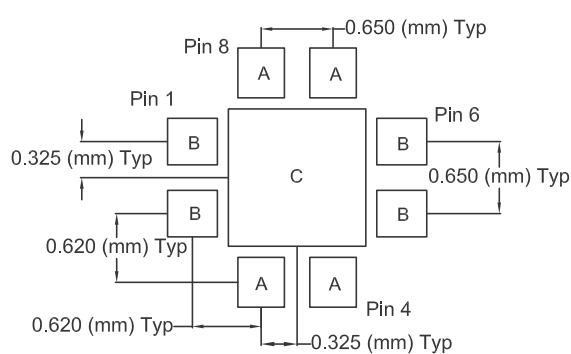 0.650 (mm) Typ
Pin 8
A
A
Pin 1
Pin 6
B
B
0.325 (mm) Typ
C
0.650 (mm) Typ
B
B
0.620 (mm) Typ
A
A
Pin 4
0.620 (mm) Typ
0.325 (mm) Typ